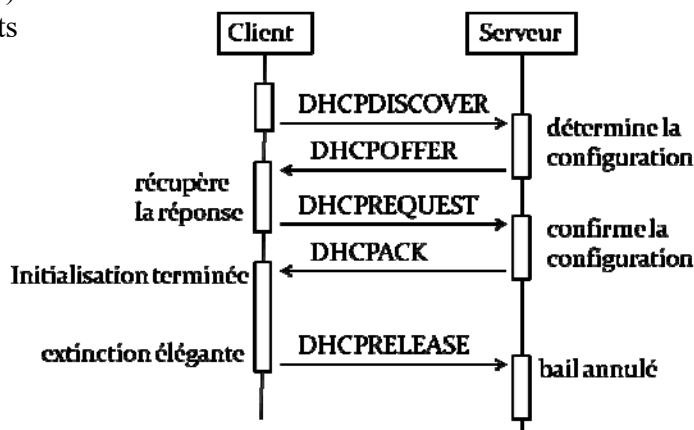 ts
Client
Serveur
DHCPDISCOVER
détermine la
configuration
DHCPOFFER
récupère
la réponse
DHCPREQUEST
confirme la
configuration
DHCPACK
Initialisation terminée
extinction élégante
DHCPRELEASE
bail annulé